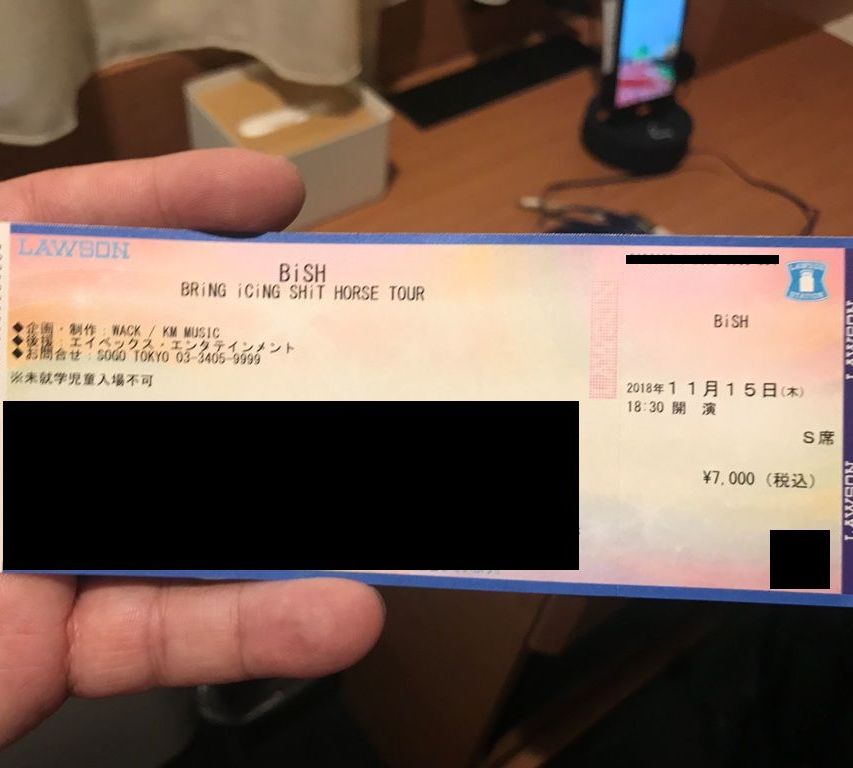 LAWSON
BiSH
BRiNG iCiNG SHiT HORSE TOUR
◆企画・制作：WACK / KM MUSIC
◆後援：エイベックス・エンタテインメント
◆お問合せ：SOGO TOKYO 03-3405-9999
※未就学児童入場不可
LAWSON
STATION
BiSH
2018年11月15日(木)
18:30 開 演
S席
¥7,000 (税込)
LAWSON
LAWSON